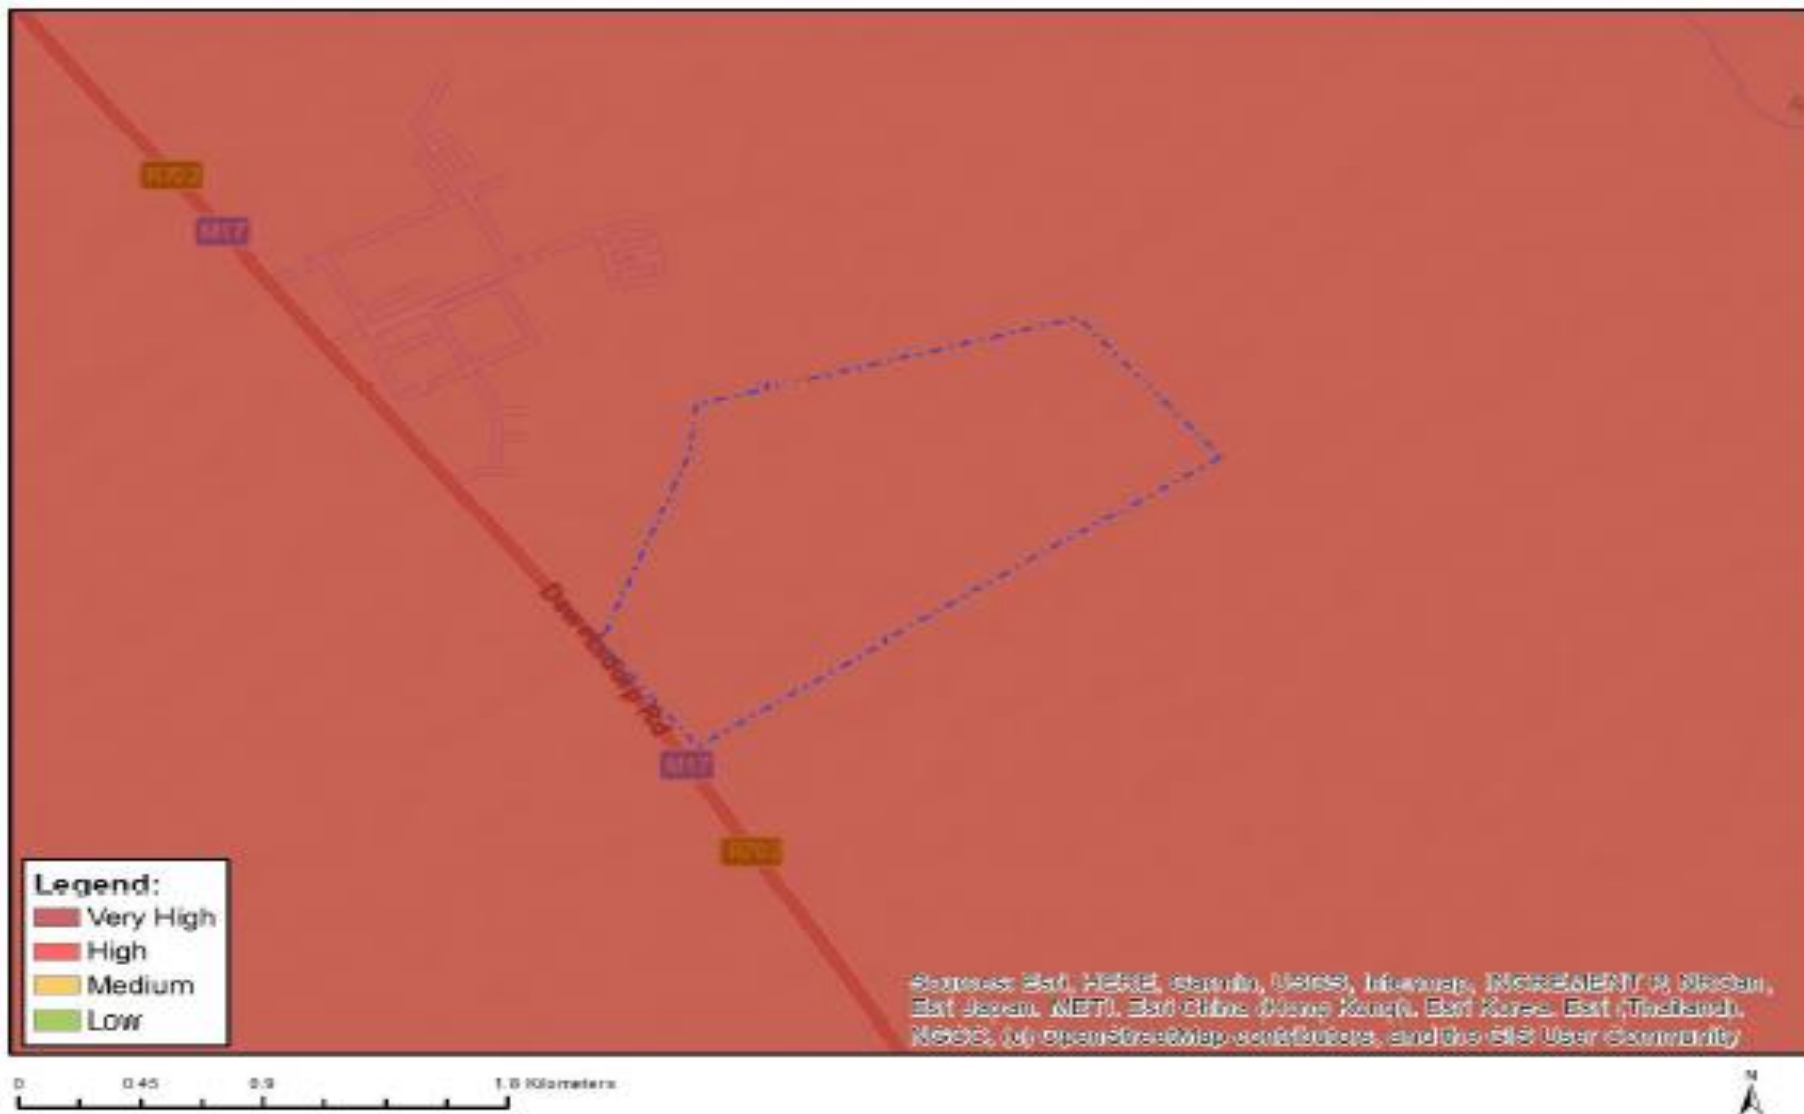 M17
Rd
M17
Legend:
Very High
High
Medium
Low
Sources: Esri, HERE, Garmin, USGS, Intermap, INCREMENT P, NRCan,
Esri Japan, METI, Esri China (Hong Kong), Esri Korea, Esri (Thailand),
NGCC, (c) OpenStreetMap contributors, and the GIS User Community
0 0.45 0.9 1.8 Kilometers
N